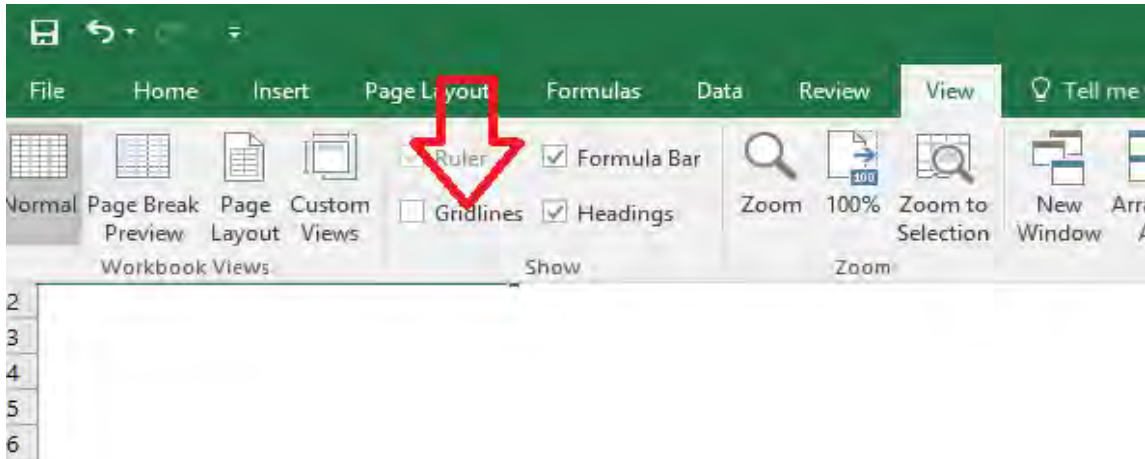 File Home Insert Page Layout Formulas Data Review View Tell me
Ruler Formula Bar
100
Normal Page Break Page Custom Gridlines Headings Zoom 100% Zoom to New
Preview Layout Views Selection Window
Workbook Views Show Zoom
2
3
4
5
6